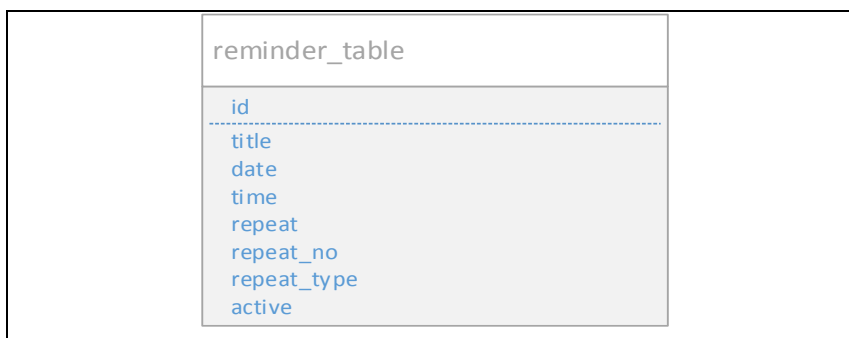 reminder_table
id
title
date
time
repeat
repeat_no
repeat_type
active